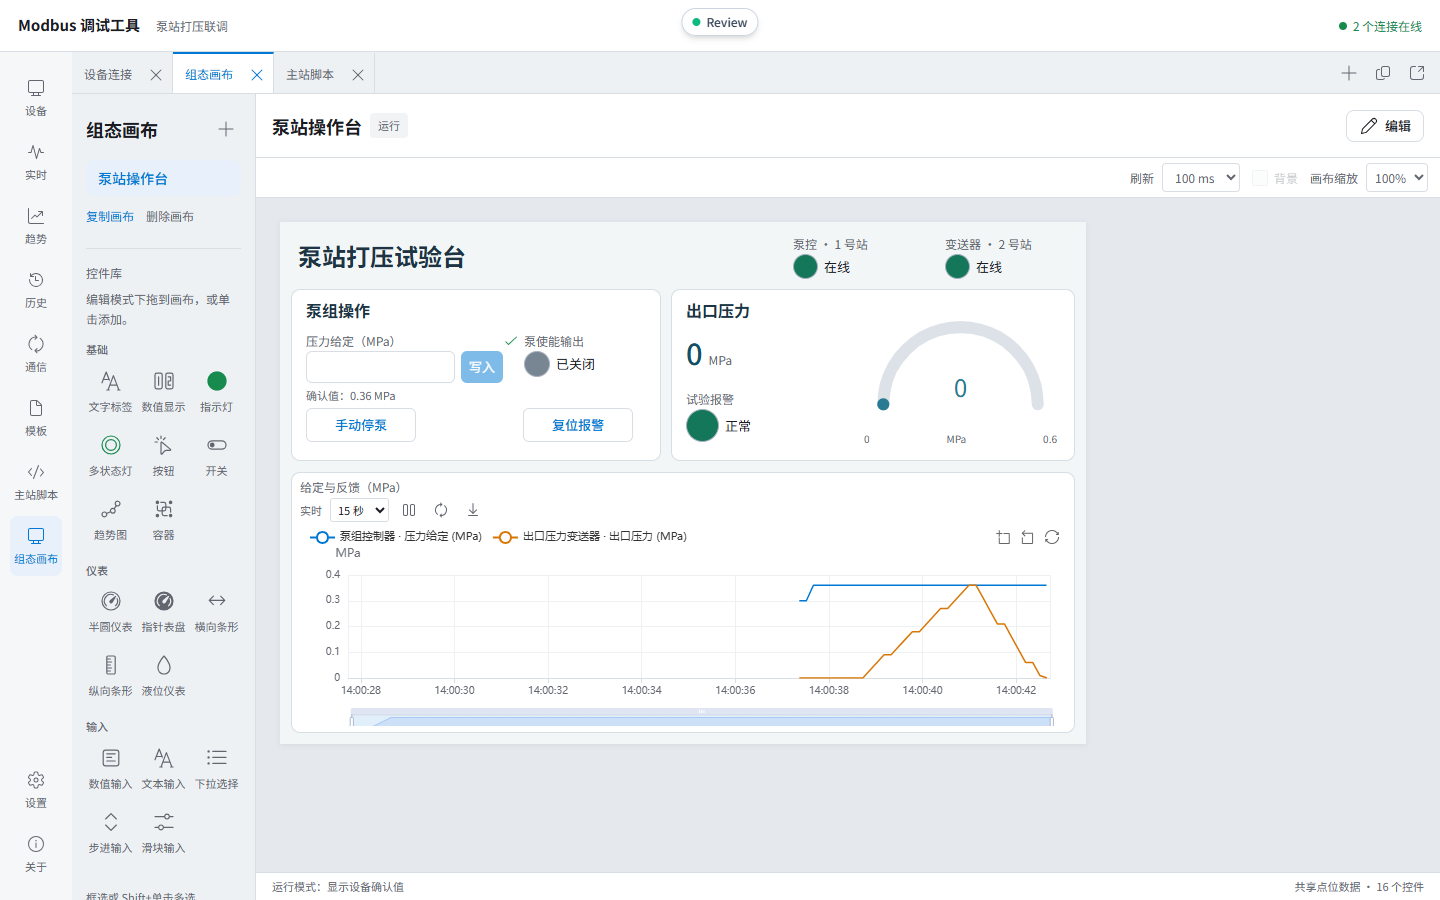 Modbus 调试工具
泵站打压联调
Review
2 个连接在线
设备
实时
趋势
历史
通信
模板
主站脚本
组态画布
设置
关于
设备连接
组态画布
主站脚本
组态画布
泵站操作台
复制画布 删除画布
控件库
编辑模式下拖到画布，或单
击添加。
基础
文字标签 数值显示 指示灯
多状态灯 按钮 开关
趋势图 容器
仪表
半圆仪表 指针表盘 横向条形
纵向条形 液位仪表
输入
数值输入 文本输入 下拉选择
步进输入 滑块输入
框选或 Shift+单击多选
泵站操作台
运行
编辑
刷新
100 ms
背景
画布缩放
100%
泵站打压试验台
泵控 · 1 号站
在线
变送器 · 2 号站
在线
泵组操作
压力给定（MPa）
写入
确认值：0.36 MPa
泵使能输出
已关闭
手动停泵
复位报警
出口压力
0 MPa
试验报警
正常
0
0
MPa
0.6
给定与反馈（MPa）
实时
15 秒
泵组控制器 · 压力给定 (MPa)
出口压力变送器 · 出口压力 (MPa)
MPa
0.4
0.3
0.2
0.1
0
14:00:28 14:00:30 14:00:32 14:00:34 14:00:36 14:00:38 14:00:40 14:00:42
运行模式：显示设备确认值
共享点位数据 · 16 个控件